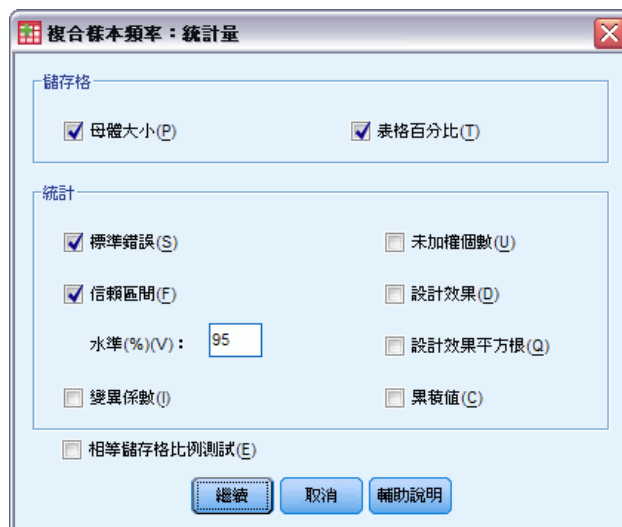 複合樣本頻率：統計量
儲存格
母體大小(P) 表格百分比(T)
統計
標準錯誤(S) 未加權個數(U)
信賴區間(F) 設計效果(D)
水準(%)(V)： 95 設計效果平方根(Q)
變異係數(I) 累積值(C)
相等儲存格比例測試(E)
繼續 取消 輔助說明